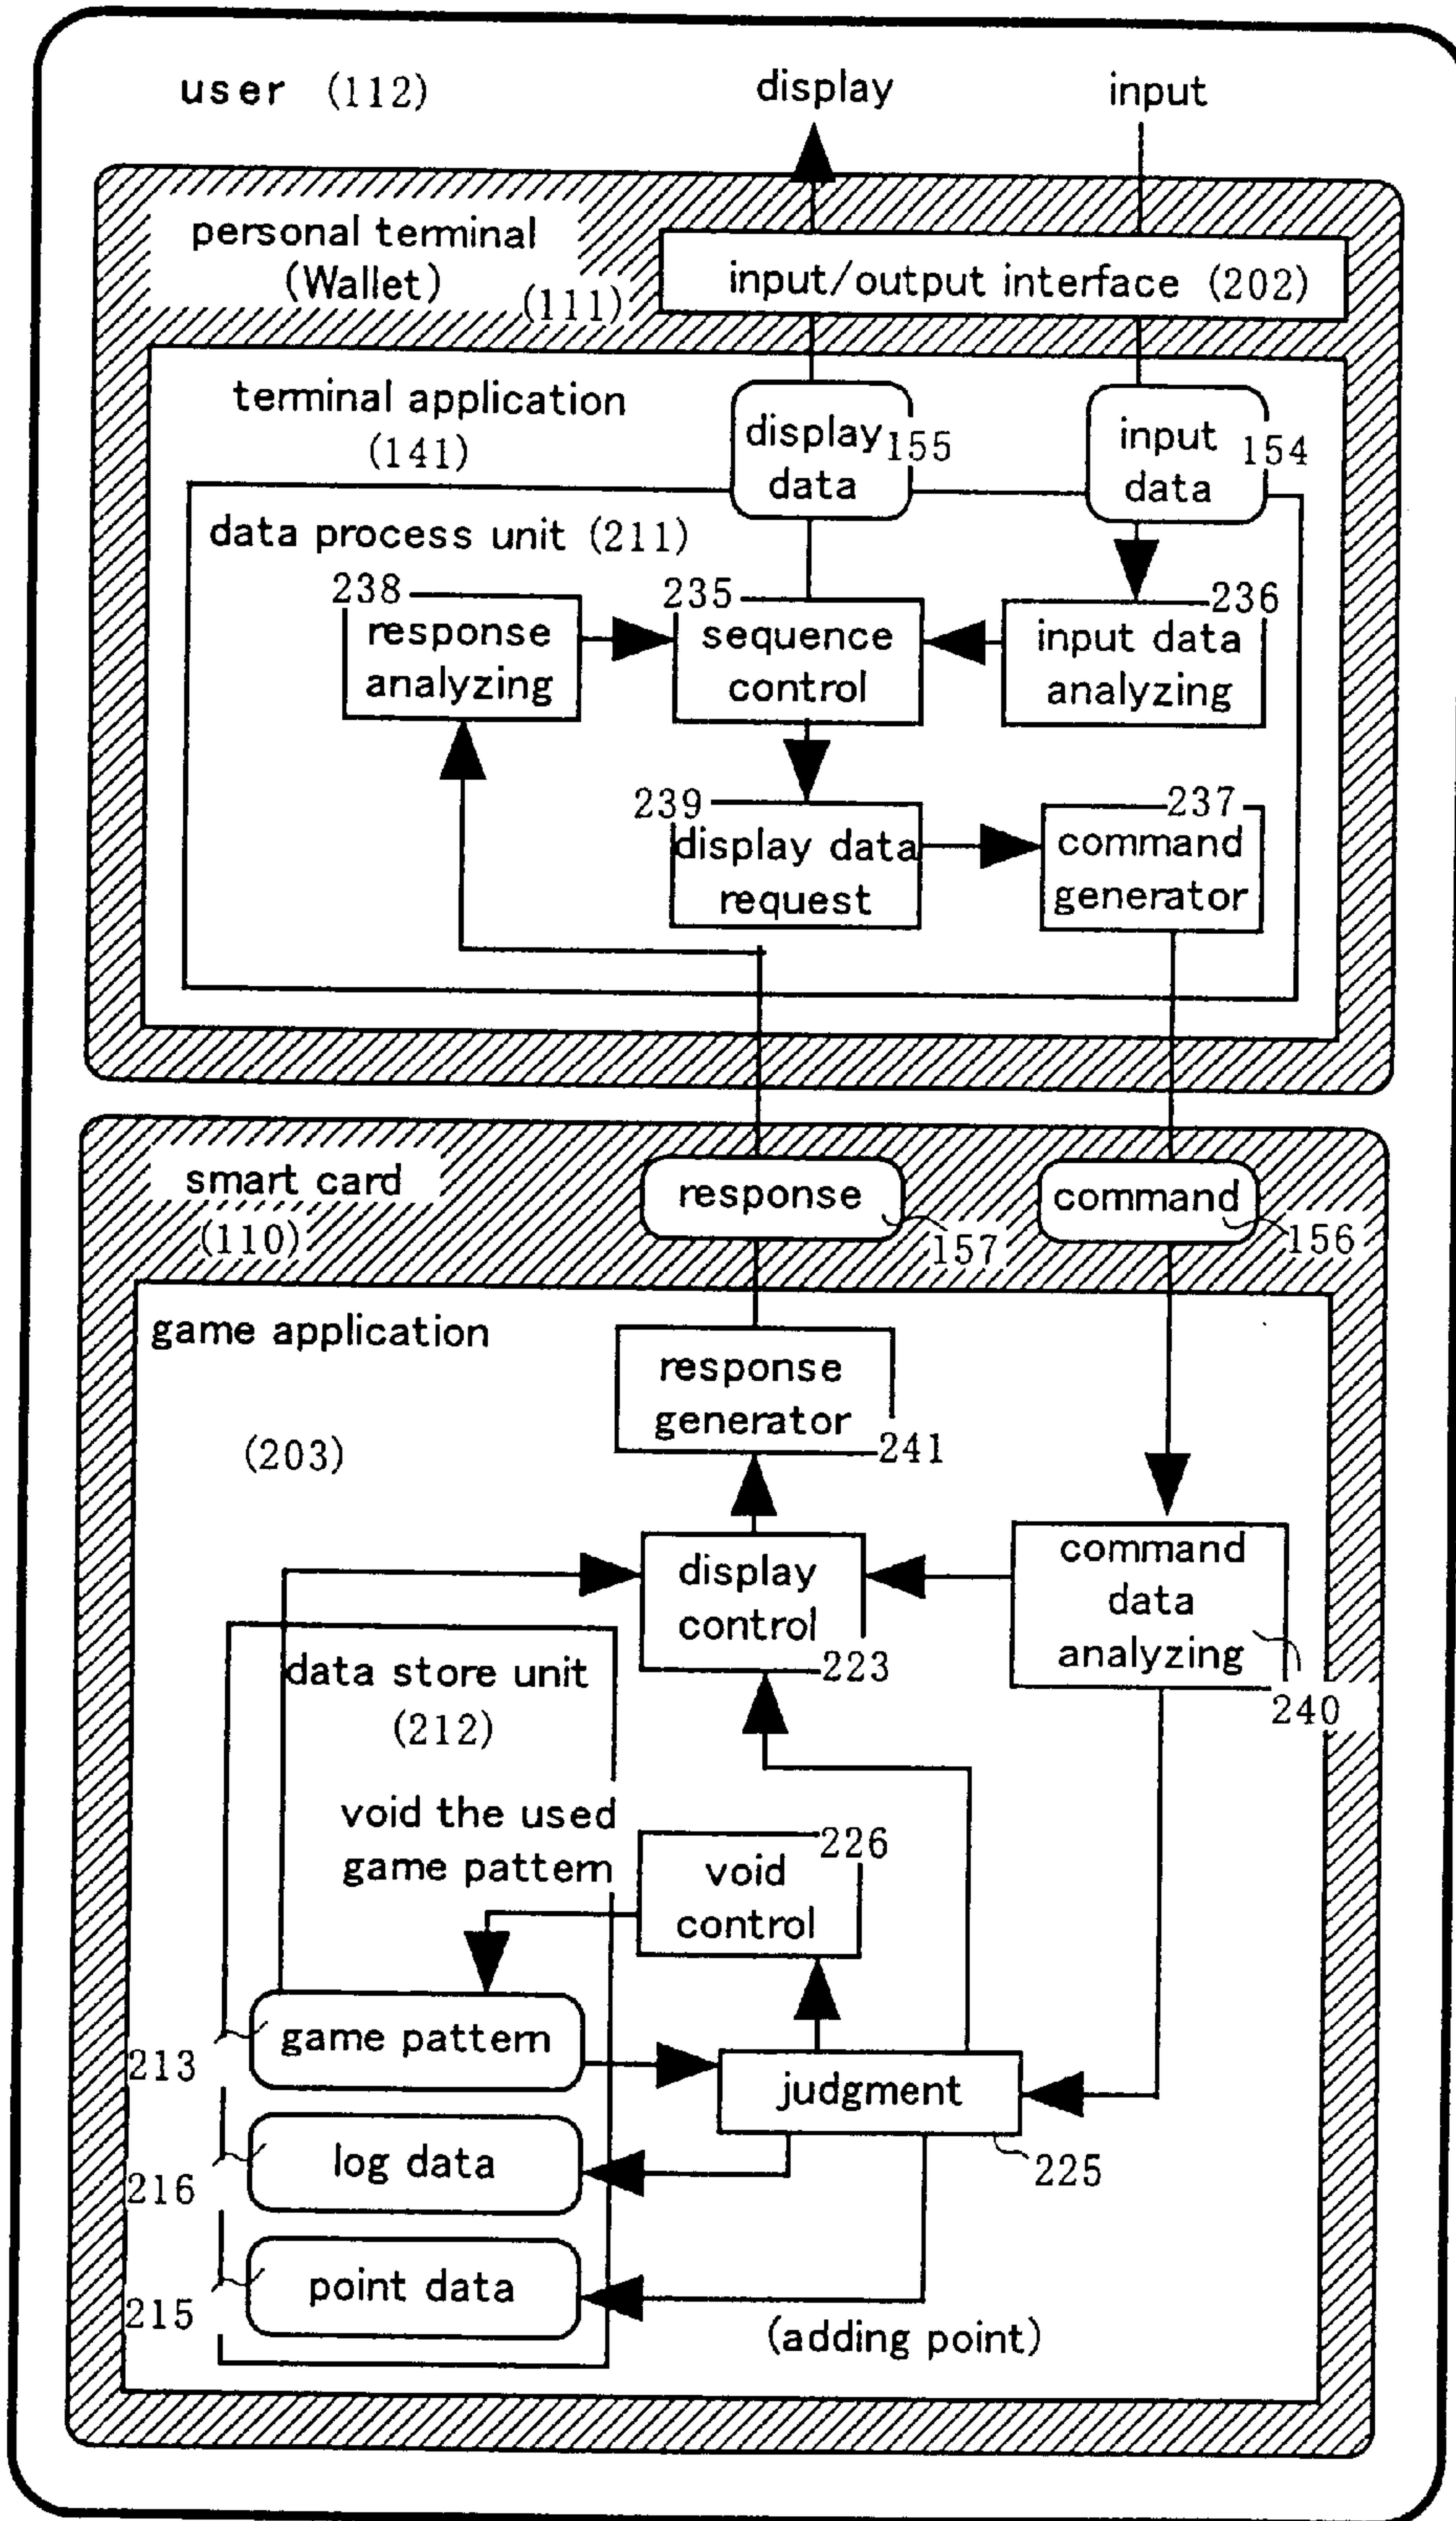 user (112)
display
input
personal terminal
(Wallet)
(111)
input/output interface (202)
terminal application
(141)
display
data
155
input
data
154
data process unit (211)
238
response
analyzing
235
sequence
control
236
input data
analyzing
239
display data
request
237
command
generator
smart card
(110)
response
157
command
156
game application
(203)
response
generator
241
display
control
223
command
data
analyzing
240
data store unit
(212)
void the used
game pattern
226
void
control
game pattern
213
judgment
225
log data
216
point data
215
(adding point)